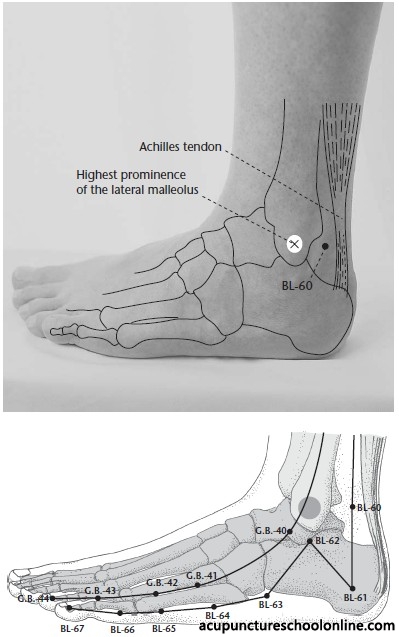 Achilles tendon
Highest prominence
of the lateral malleolus
BL-60
BL-60
G.B.-40
BL-62
G.B.-41
G.B.-42
G.B.-43
G.B.-44
BL-61
BL-63
BL-64
BL-65
BL-66
BL-67
acupunctureschoolonline.com